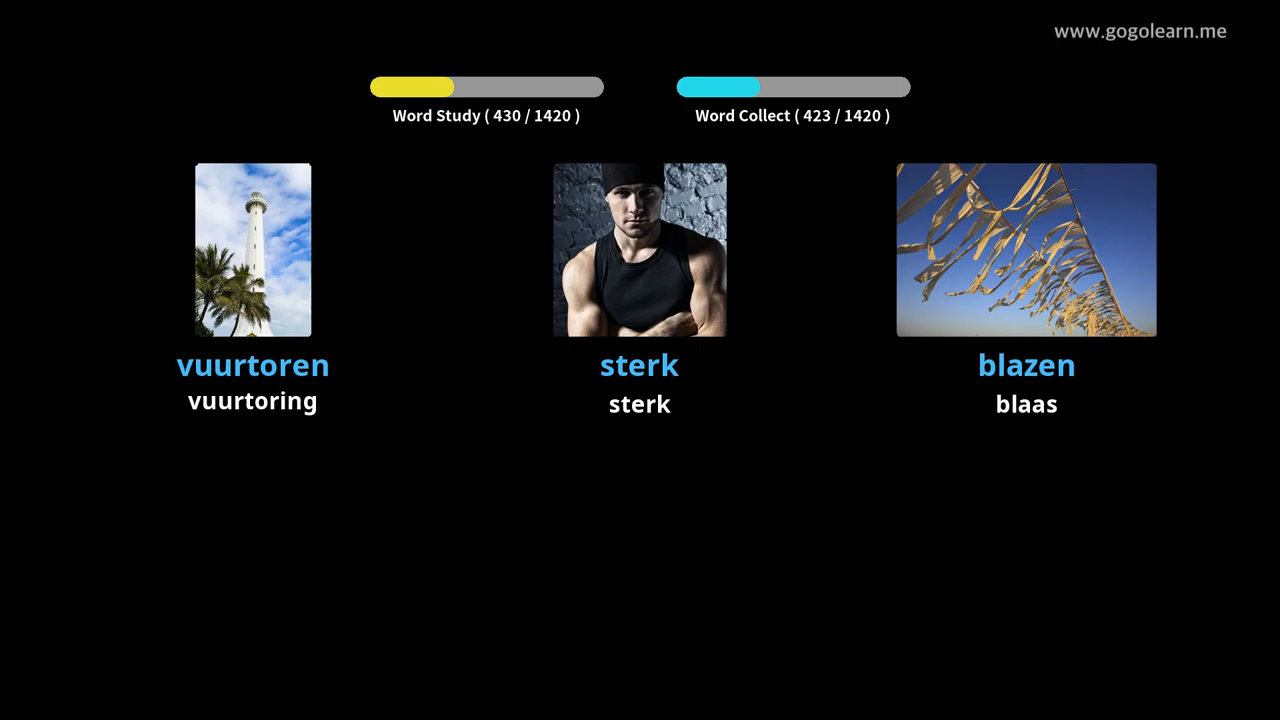 www.gogolearn.me
Word Study ( 430 / 1420 )
Word Collect ( 423 / 1420 )
vuurtoren
vuurtoring
sterk
sterk
blazen
blaas